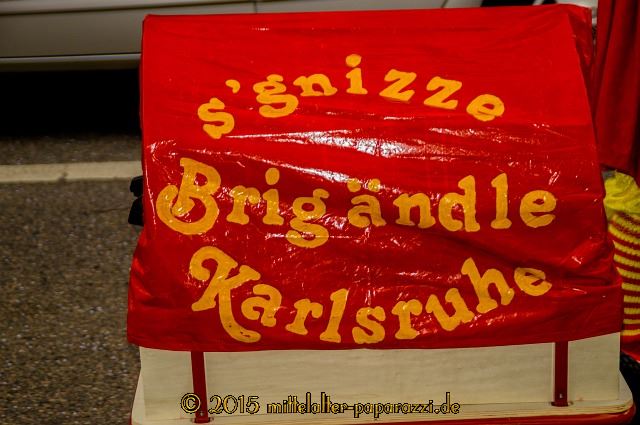 s'gnizze
Brigändle
Karlsruhe
© 2015 mittelalter-paparazzi.de